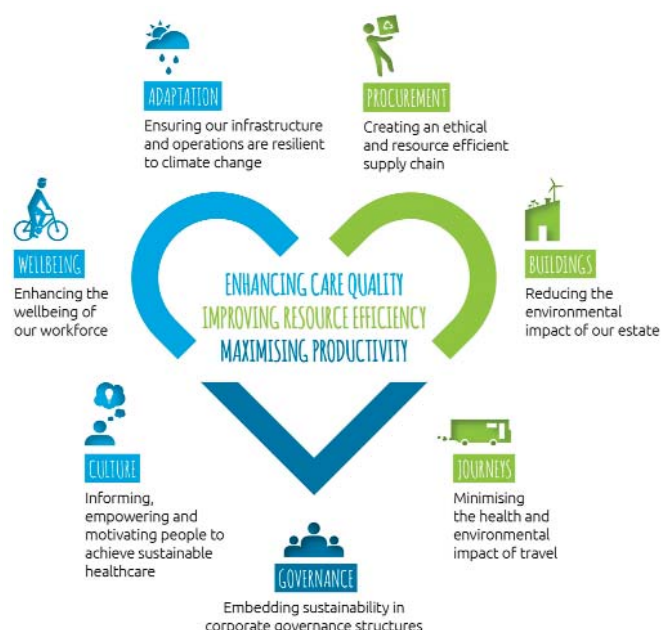 ADAPTATION
Ensuring our infrastructure
and operations are resilient
to climate change
PROCUREMENT
Creating an ethical
and resource efficient
supply chain
WELLBEING
Enhancing the
wellbeing of
our workforce
ENHANCING CARE QUALITY
IMPROVING RESOURCE EFFICIENCY
MAXIMISING PRODUCTIVITY
BUILDINGS
Reducing the
environmental
impact of our estate
CULTURE
Informing,
empowering and
motivating people to
achieve sustainable
healthcare
JOURNEYS
Minimising
the health and
environmental
impact of travel
GOVERNANCE
Embedding sustainability in
corporate governance structures